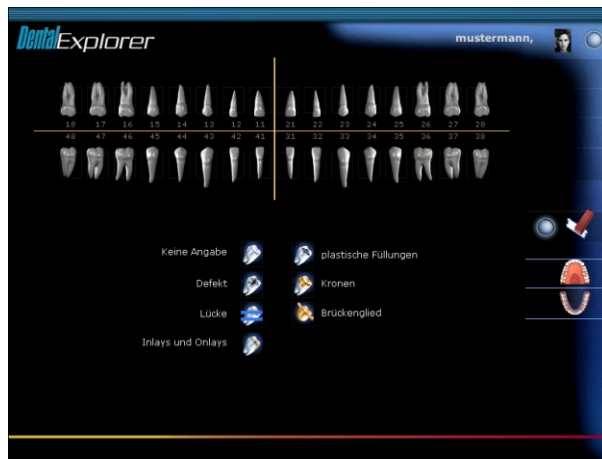 DentalExplorer
mustermann,
18 17 16 15 14 13 12 11 21 22 23 24 25 26 27 28
48 47 46 45 44 43 42 41 31 32 33 34 35 36 37 38
Keine Angabe plastische Füllungen
Defekt Kronen
Lücke Brückenglied
Inlays und Onlays